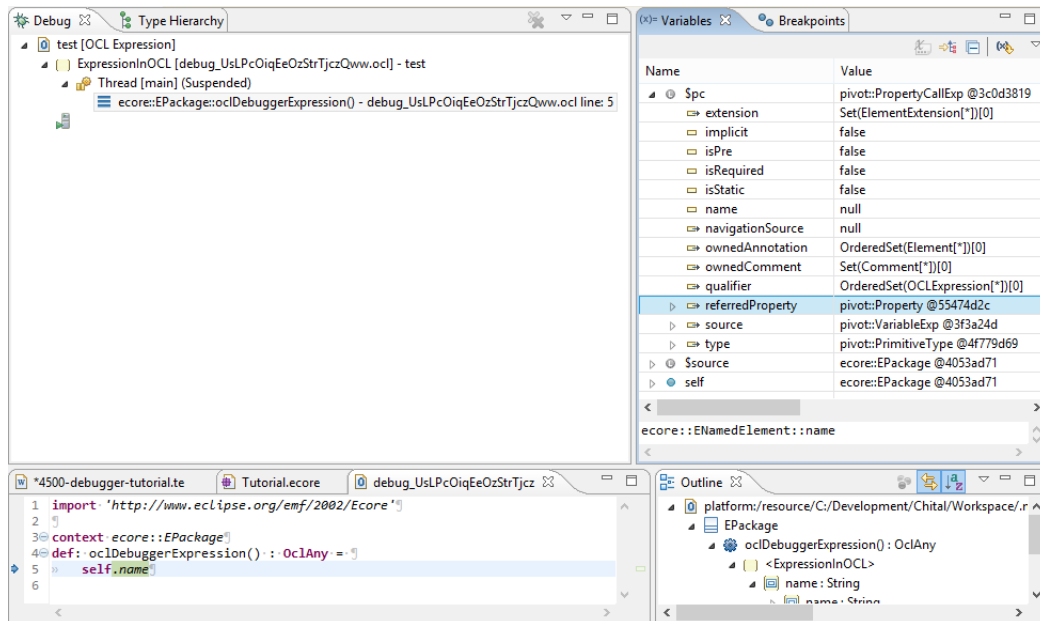 Debug
Type Hierarchy
test [OCL Expression]
ExpressionInOCL [debug_UsLPcOiqEeOzStrTjczQww.ocl] - test
Thread [main] (Suspended)
ecore::EPackage::oclDebuggerExpression() - debug_UsLPcOiqEeOzStrTjczQww.ocl line: 5
(x)= Variables
Breakpoints
Name Value
$pc pivot::PropertyCallExp @3c0d3819
extension Set(ElementExtension[*])[0]
implicit false
isPre false
isRequired false
isStatic false
name null
navigationSource null
ownedAnnotation OrderedSet(Element[*])[0]
ownedComment Set(Comment[*])[0]
qualifier OrderedSet(OCLExpression[*])[0]
referredProperty pivot::Property @55474d2c
source pivot::VariableExp @3f3a24d
type pivot::PrimitiveType @4f779d69
$source ecore::EPackage @4053ad71
self ecore::EPackage @4053ad71
ecore::ENamedElement::name
*4500-debugger-tutorial.te
Tutorial.ecore
debug_UsLPcOiqEeOzStrTjcz
1 import 'http://www.eclipse.org/emf/2002/Ecore'
2
3 context ecore::EPackage
4 def: oclDebuggerExpression() : OclAny =
5 self.name
6
Outline
platform:/resource/C:/Development/Chital/Workspace/.r
EPackage
oclDebuggerExpression() : OclAny
<ExpressionInOCL>
name : String
name : String